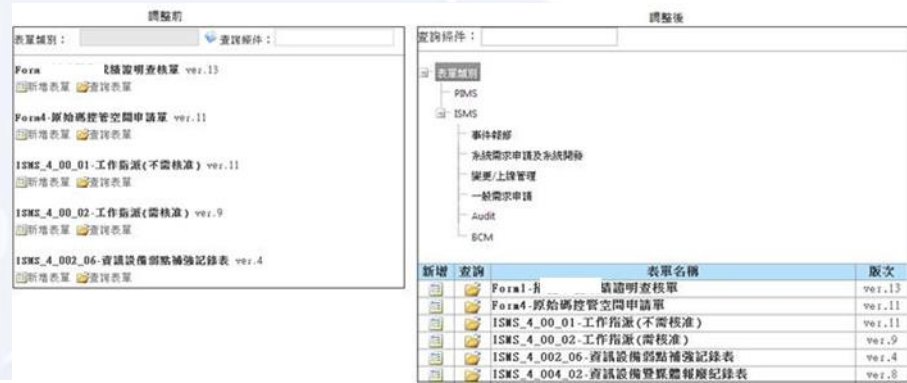 調整前
表單類別：
查詢條件：
Form 績證明查核單 ver.13
新增表單 查詢表單
Form4-原始碼控管空間申請單 ver.11
新增表單 查詢表單
ISMS_4_00_01-工作指派(不需核准) ver.11
新增表單 查詢表單
ISMS_4_00_02-工作指派(需核准) ver.9
新增表單 查詢表單
ISMS_4_002_06-資訊設備弱點補強記錄表 ver.4
新增表單 查詢表單
調整後
查詢條件：
表單類別
PIMS
ISMS
事件報修
系統需求申請及系統開發
變更/上線管理
一般需求申請
Audit
BCM
新增 查詢 表單名稱 版次
Form1- 績證明查核單 ver.13
Form4-原始碼控管空間申請單 ver.11
ISMS_4_00_01-工作指派(不需核准) ver.11
ISMS_4_00_02-工作指派(需核准) ver.9
ISMS_4_002_06-資訊設備弱點補強記錄表 ver.4
ISMS_4_004_02-資訊設備暨媒體報廢紀錄表 ver.8